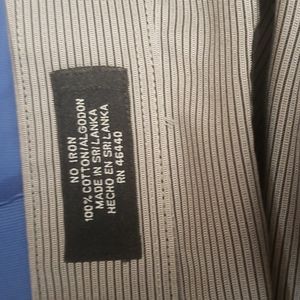 NO IRON
100% COTTON/ALGODON
MADE IN SRI LANKA
HECHO EN SRI LANKA
RN 46440